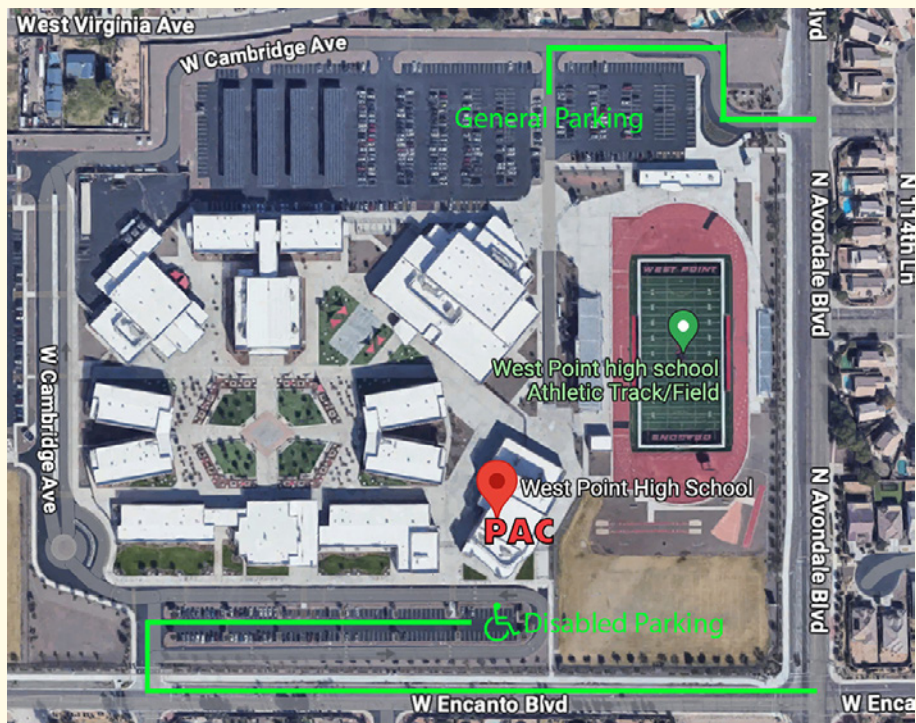 West Virginia Ave
W Cambridge Ave
Blvd
General Parking
N Avondale Blvd
N 114th Ln
WEST POINT
West Point high school
Athletic Track/Field
W Cambridge Ave
DRAGONS
West Point High School
PAC
N Avondale Blvd
Disabled Parking
W Encanto Blvd
W Enca